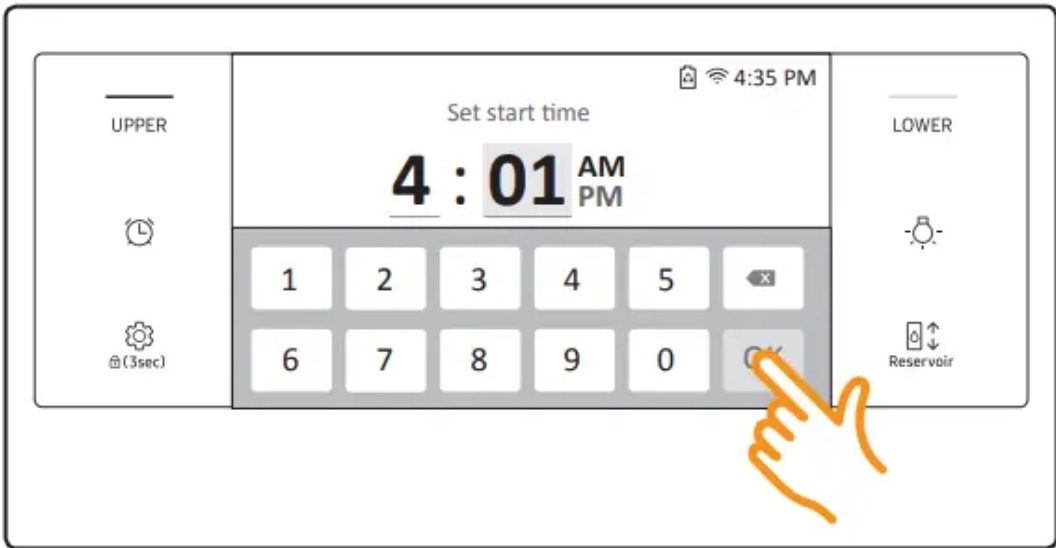 4:35 PM
UPPER
Set start time
LOWER
4 : 01 AM
PM
1 2 3 4 5 X
(3sec)
6 7 8 9 0 OK
Reservoir